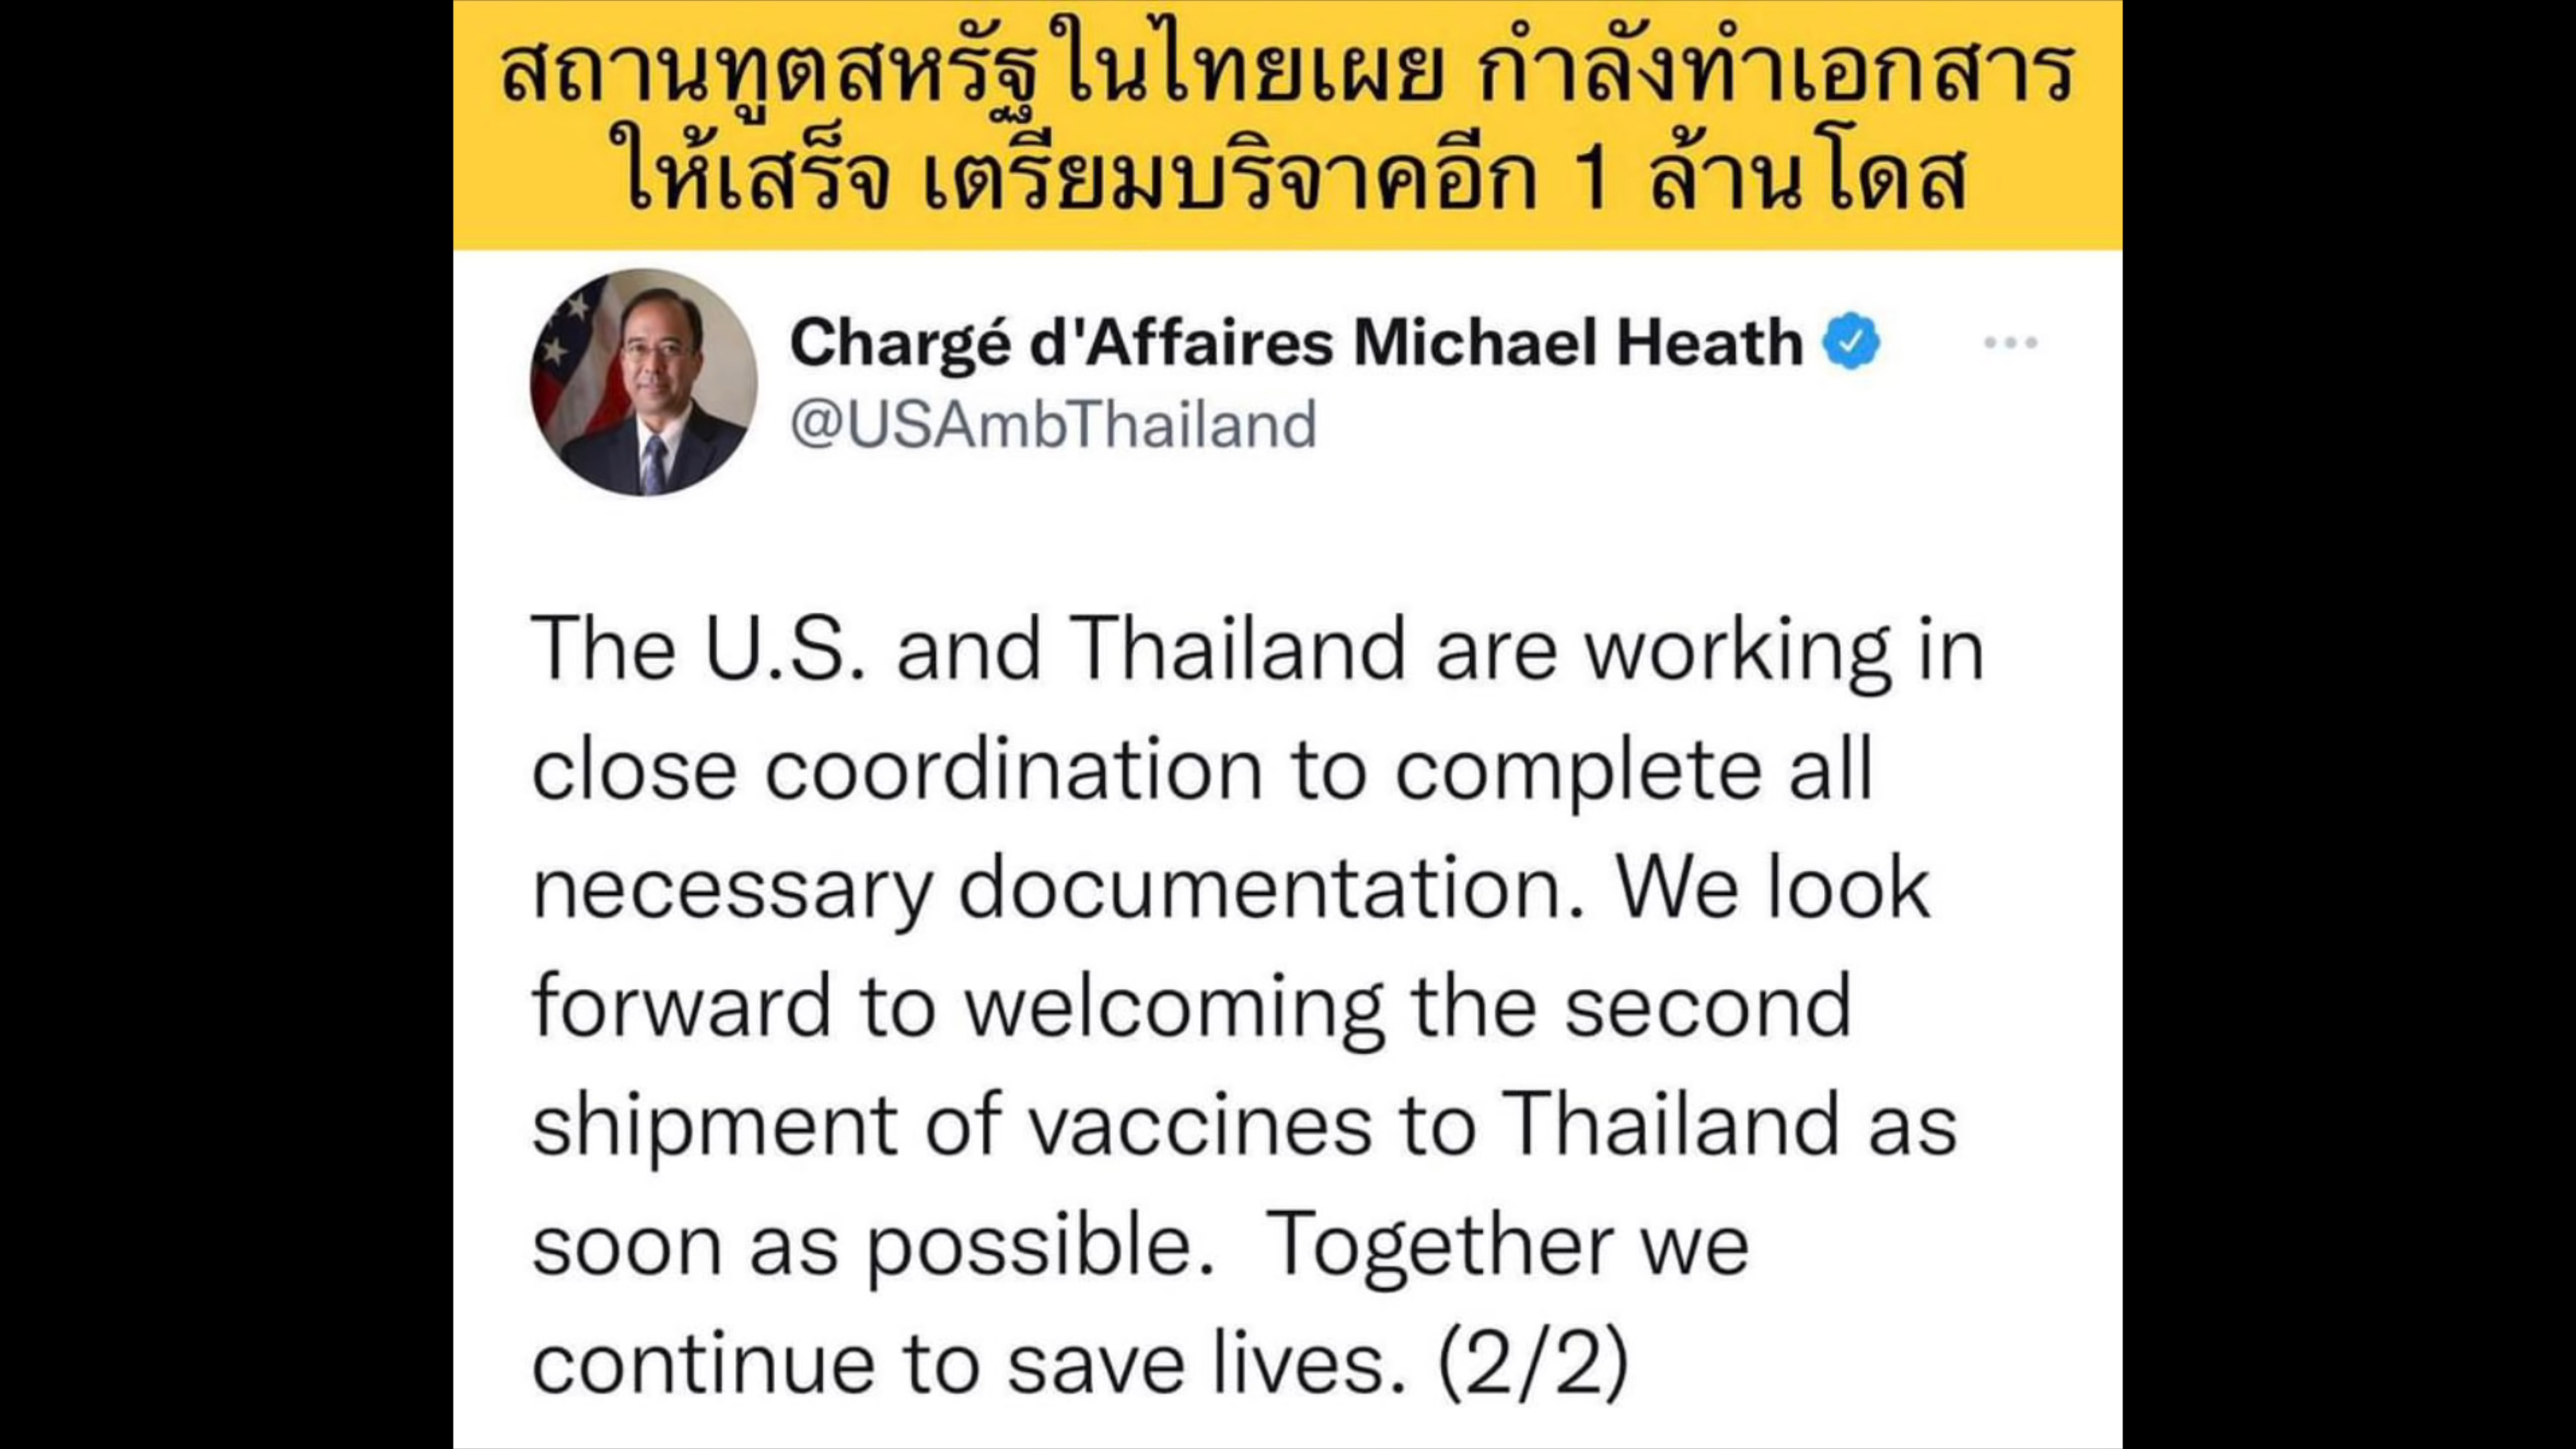 สถานทูตสหรัฐในไทยเผย กำลังทำเอกสาร
ให้เสร็จ เตรียมบริจาคอีก 1 ล้านโดส
Chargé d'Affaires Michael Heath
@USAmbThailand
The U.S. and Thailand are working in
close coordination to complete all
necessary documentation. We look
forward to welcoming the second
shipment of vaccines to Thailand as
soon as possible.  Together we
continue to save lives. (2/2)